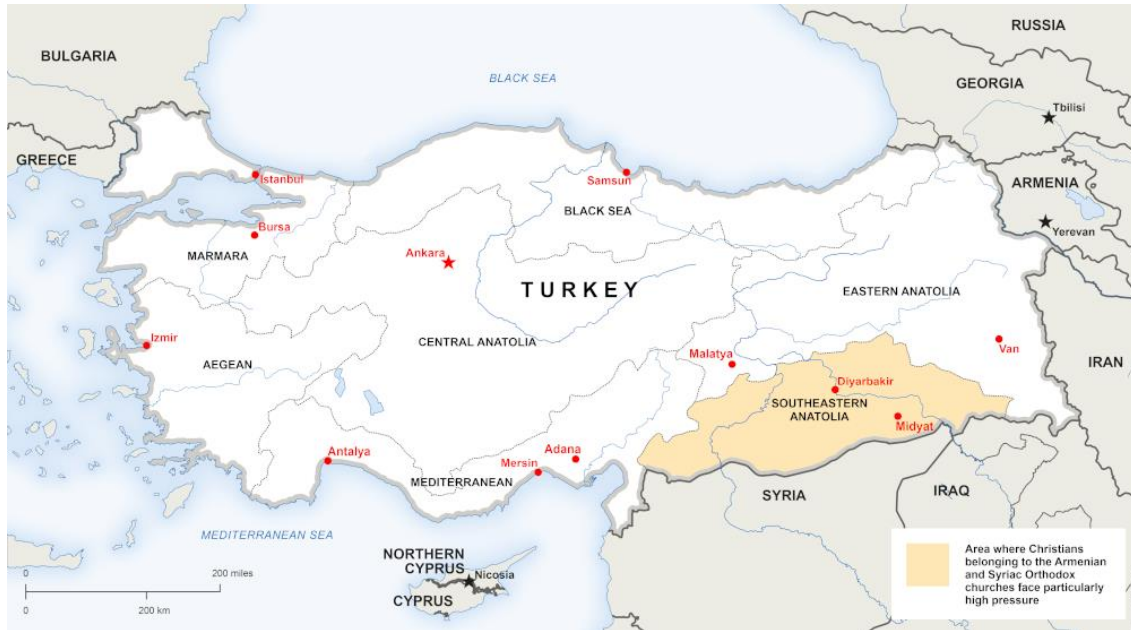 RUSSIA
BULGARIA
BLACK SEA
GEORGIA
Tbilisi
GREECE
Istanbul
Samsun
ARMENIA
BLACK SEA
Bursa
Yerevan
MARMARA
Ankara
TURKEY
EASTERN ANATOLIA
Izmir
CENTRAL ANATOLIA
Van
Malatya
IRAN
AEGEAN
Diyarbakir
SOUTHEASTERN
ANATOLIA
Midyat
Antalya
Adana
Mersin
MEDITERRANEAN
SYRIA
IRAQ
MEDITERRANEAN SEA
NORTHERN
CYPRUS
Nicosia
CYPRUS
0
200 miles
0
200 km
Area where Christians
belonging to the Armenian
and Syriac Orthodox
churches face particularly
high pressure